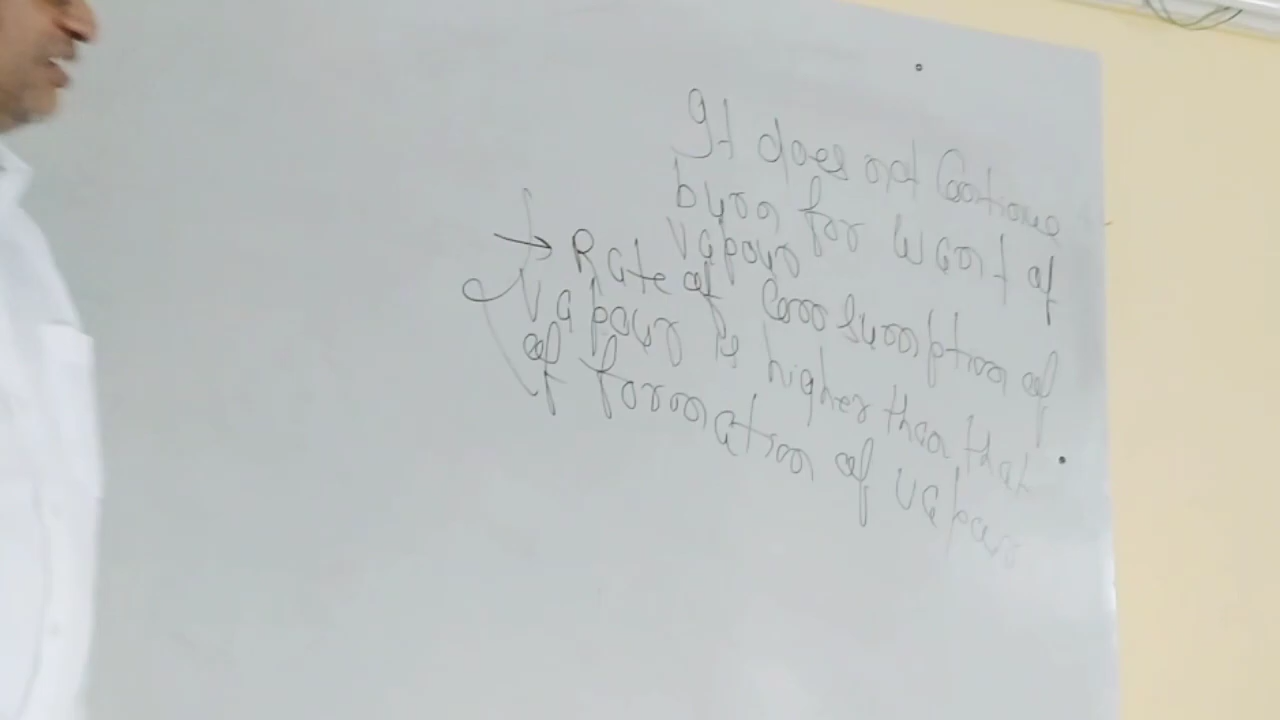 It does not Continue
burn for want of
vapour
→ Rate of Consumption of
vapour is higher than that
of formation of vapour